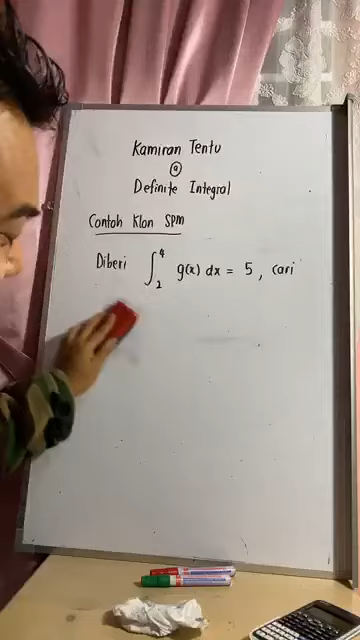 Kamiran Tentu
@
Definite Integral
Contoh Klon SPM
Diberi ∫₂⁴ g(x) dx = 5, cari